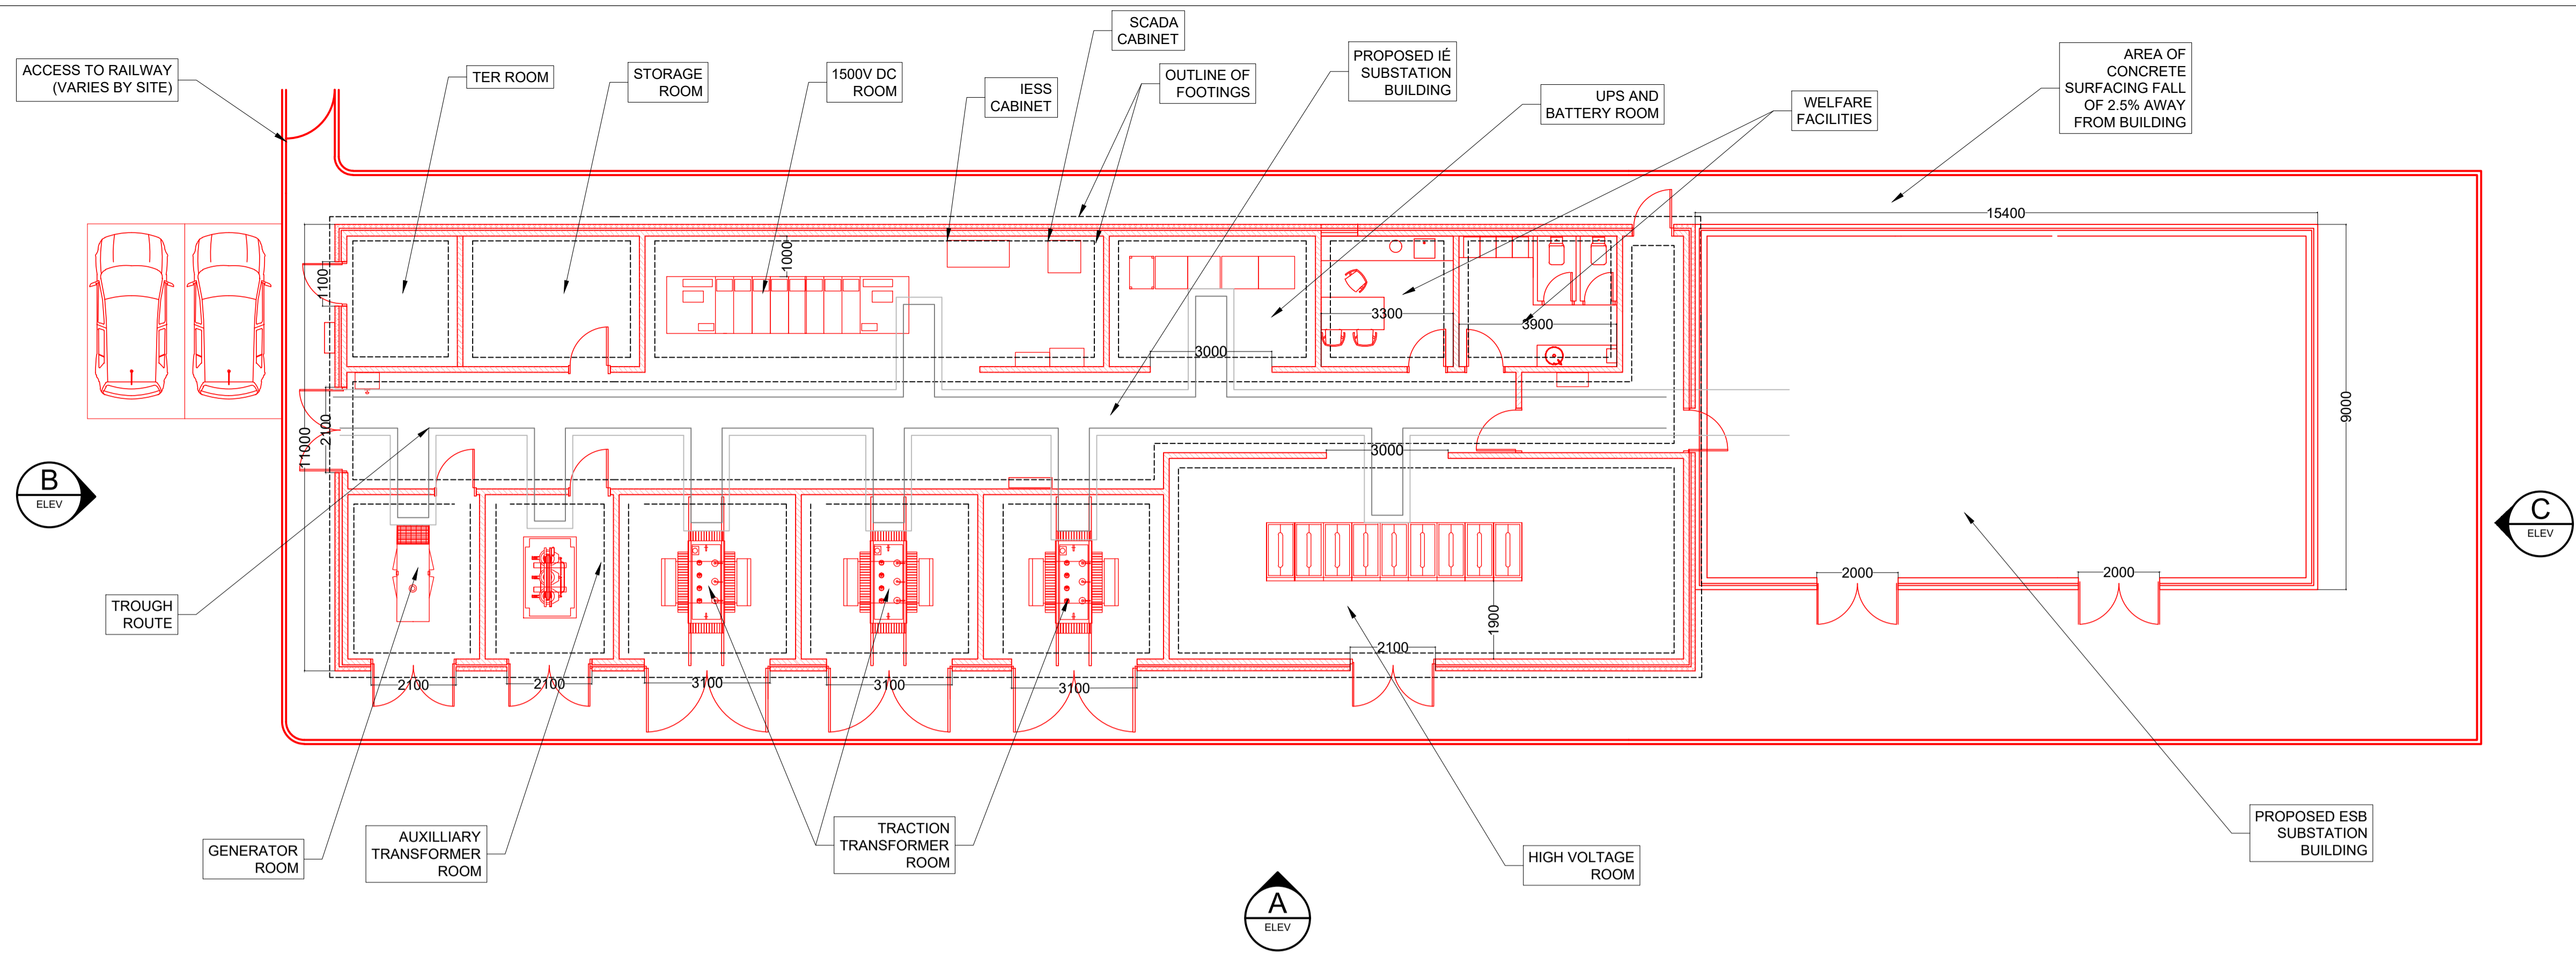 SCADA
CABINET
ACCESS TO RAILWAY
(VARIES BY SITE)
TER ROOM
STORAGE
ROOM
1500V DC
ROOM
IESS
CABINET
OUTLINE OF
FOOTINGS
PROPOSED IÉ
SUBSTATION
BUILDING
UPS AND
BATTERY ROOM
WELFARE
FACILITIES
AREA OF
CONCRETE
SURFACING FALL
OF 2.5% AWAY
FROM BUILDING
15400
1000
1100
3300
3900
3000
9000
2100
11000
3000
B
ELEV
C
ELEV
2000
2000
TROUGH
ROUTE
1900
2100
2100
2100
3100
3100
3100
GENERATOR
ROOM
AUXILLIARY
TRANSFORMER
ROOM
TRACTION
TRANSFORMER
ROOM
HIGH VOLTAGE
ROOM
PROPOSED ESB
SUBSTATION
BUILDING
A
ELEV